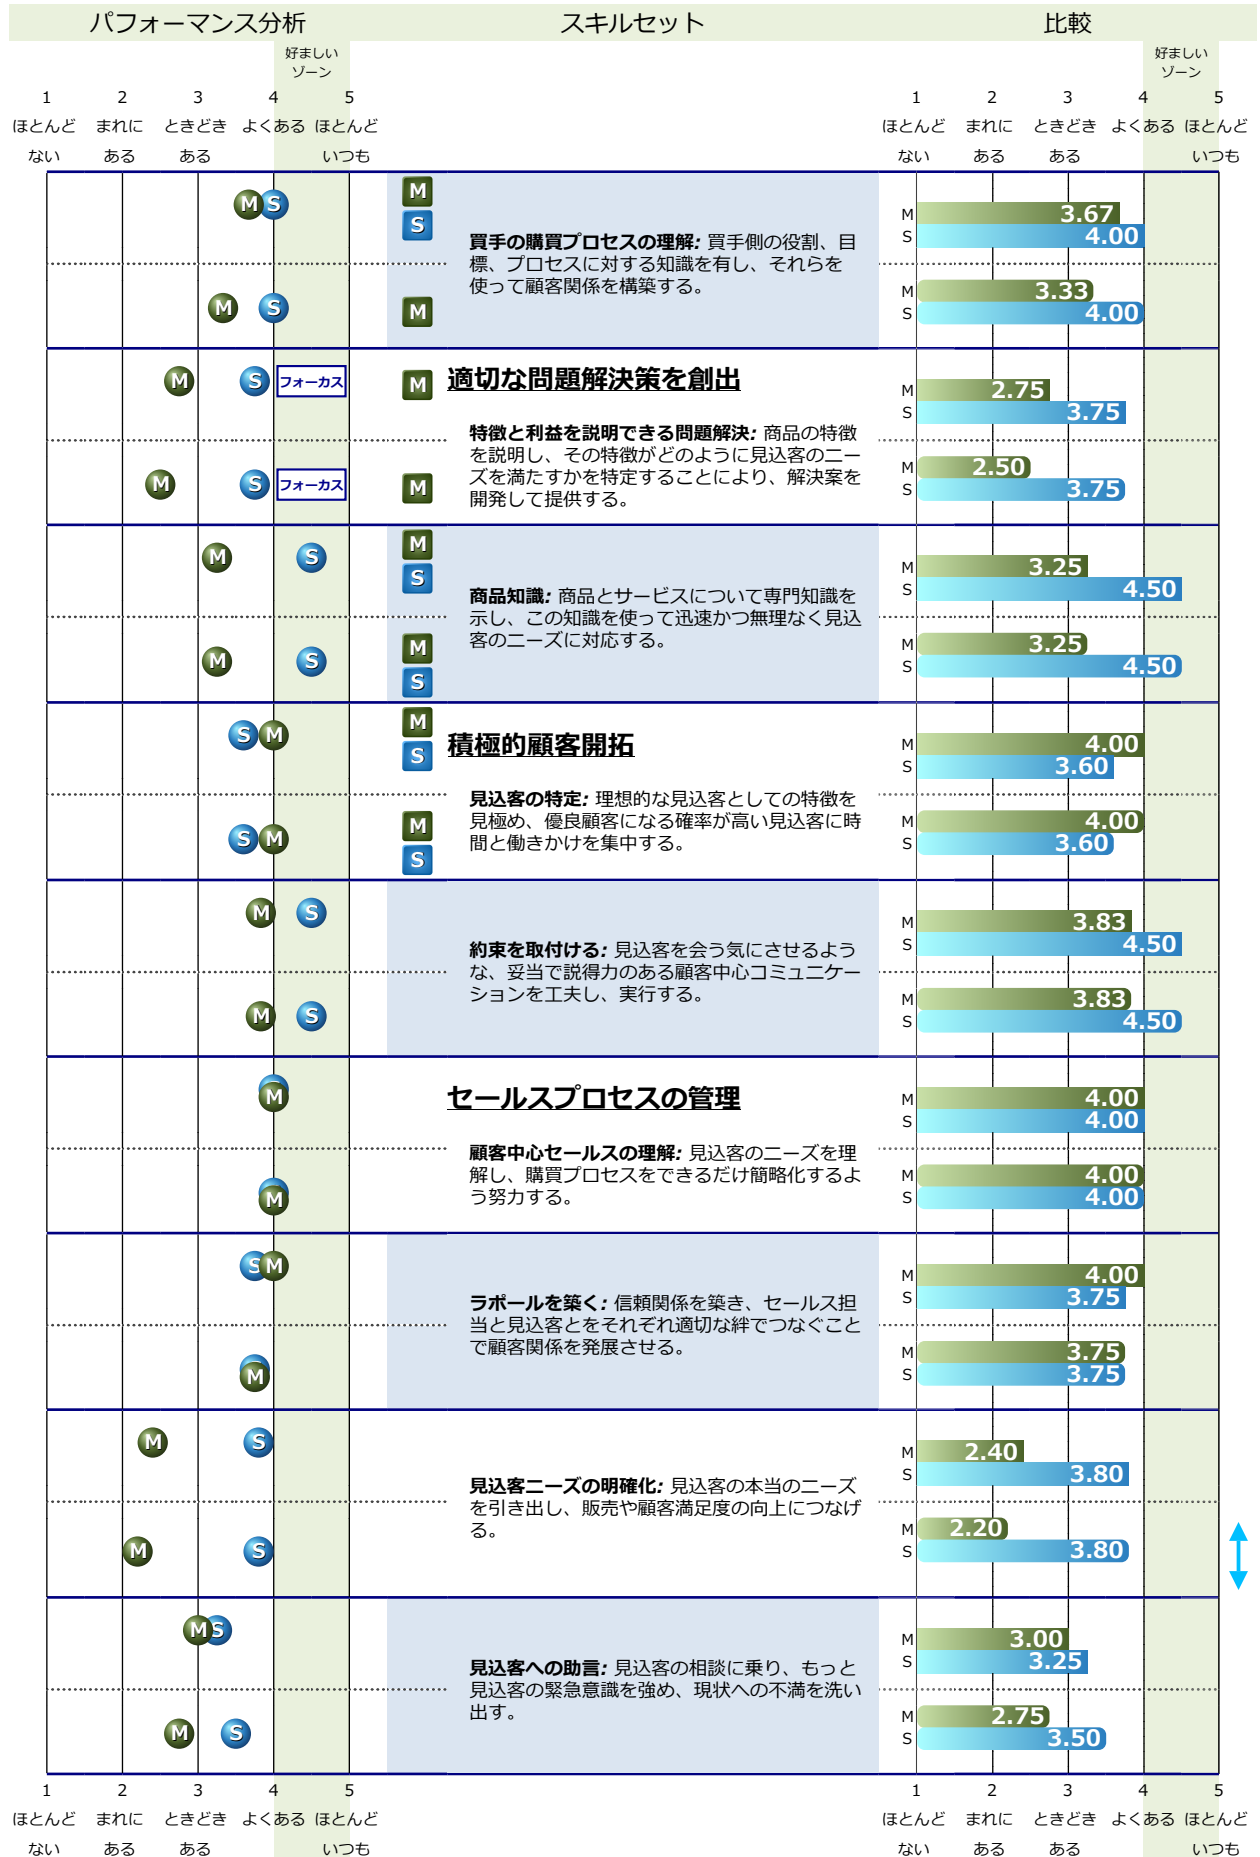 パフォーマンス分析 スキルセット 比較
好ましい 好ましい
ゾーン ゾーン
1 2 3 4 5 1 2 3 4 5
ほとんど まれに ときどき よくある ほとんど ほとんど まれに ときどき よくある ほとんど
ない ある ある いつも ない ある ある いつも
M S M
S
M 3.67
S 4.00
買手の購買プロセスの理解: 買手側の役割、目
標、プロセスに対する知識を有し、それらを
使って顧客関係を構築する。
M S M
M 3.33
S 4.00
M S フォーカス M 適切な問題解決策を創出
M 2.75
S 3.75
特徴と利益を説明できる問題解決: 商品の特徴
を説明し、その特徴がどのように見込客のニー
ズを満たすかを特定することにより、解決案を
開発して提供する。
M S フォーカス M
M 2.50
S 3.75
M S M
S
M 3.25
S 4.50
商品知識: 商品とサービスについて専門知識を
示し、この知識を使って迅速かつ無理なく見込
客のニーズに対応する。
M S M
S
M 3.25
S 4.50
S M M
S
積極的顧客開拓
M 4.00
S 3.60
見込客の特定: 理想的な見込客としての特徴を
見極め、優良顧客になる確率が高い見込客に時
間と働きかけを集中する。
S M M
S
M 4.00
S 3.60
M S
M 3.83
S 4.50
約束を取付ける: 見込客を会う気にさせるよう
な、妥当で説得力のある顧客中心コミュニケー
ションを工夫し、実行する。
M S
M 3.83
S 4.50
M セールスプロセスの管理
M 4.00
S 4.00
顧客中心セールスの理解: 見込客のニーズを理
解し、購買プロセスをできるだけ簡略化するよ
う努力する。
M
M 4.00
S 4.00
S M
M 4.00
S 3.75
ラポールを築く: 信頼関係を築き、セールス担
当と見込客とをそれぞれ適切な絆でつなぐこと
で顧客関係を発展させる。
M
M 3.75
S 3.75
M S
M 2.40
S 3.80
見込客ニーズの明確化: 見込客の本当のニーズ
を引き出し、販売や顧客満足度の向上につなげ
る。
M S
M 2.20
S 3.80
M S
M 3.00
S 3.25
見込客への助言: 見込客の相談に乗り、もっと
見込客の緊急意識を強め、現状への不満を洗い
出す。
M S
M 2.75
S 3.50
1 2 3 4 5 1 2 3 4 5
ほとんど まれに ときどき よくある ほとんど ほとんど まれに ときどき よくある ほとんど
ない ある ある いつも ない ある ある いつも